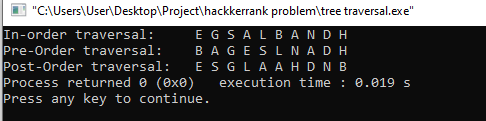 "C:\Users\User\Desktop\Project\hackkerrank problem\tree traversal.exe"
In-order traversal: E G S A L B A N D H
Pre-Order traversal: B A G E S L N A D H
Post-Order traversal: E S G L A A H D N B
Process returned 0 (0x0) execution time : 0.019 s
Press any key to continue.